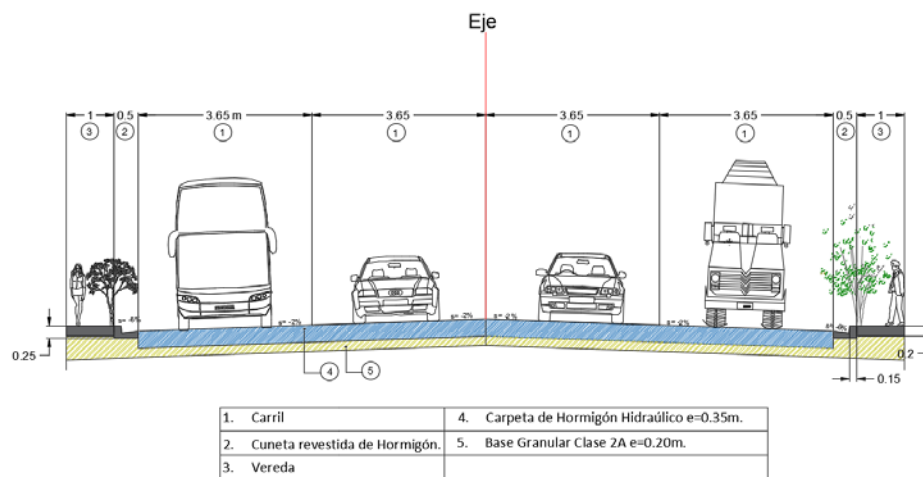 Eje
1 0.5 3.65 m 3.65 3.65 3.65 0.5 1
3 2 1 1 1 1 2 3
s= -2% s= -2%
s= -2% s= -2%
0.25 0.2
4 5 0.15
1. Carril 4. Carpeta de Hormigón Hidraúlico e=0.35m.
2. Cuneta revestida de Hormigón. 5. Base Granular Clase 2A e=0.20m.
3. Vereda